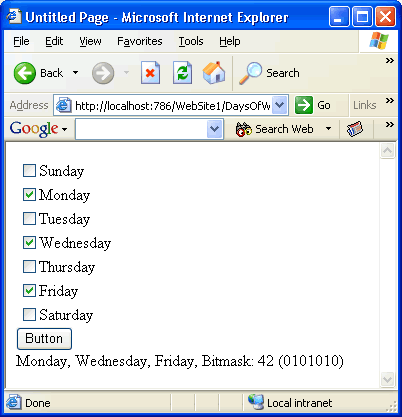 Untitled Page - Microsoft Internet Explorer
File Edit View Favorites Tools Help
Back Search
Address http://localhost:786/WebSite1/DaysOfW Go Links »
Google Search Web »
Sunday
Monday
Tuesday
Wednesday
Thursday
Friday
Saturday
Button
Monday, Wednesday, Friday, Bitmask: 42 (0101010)
Done Local intranet